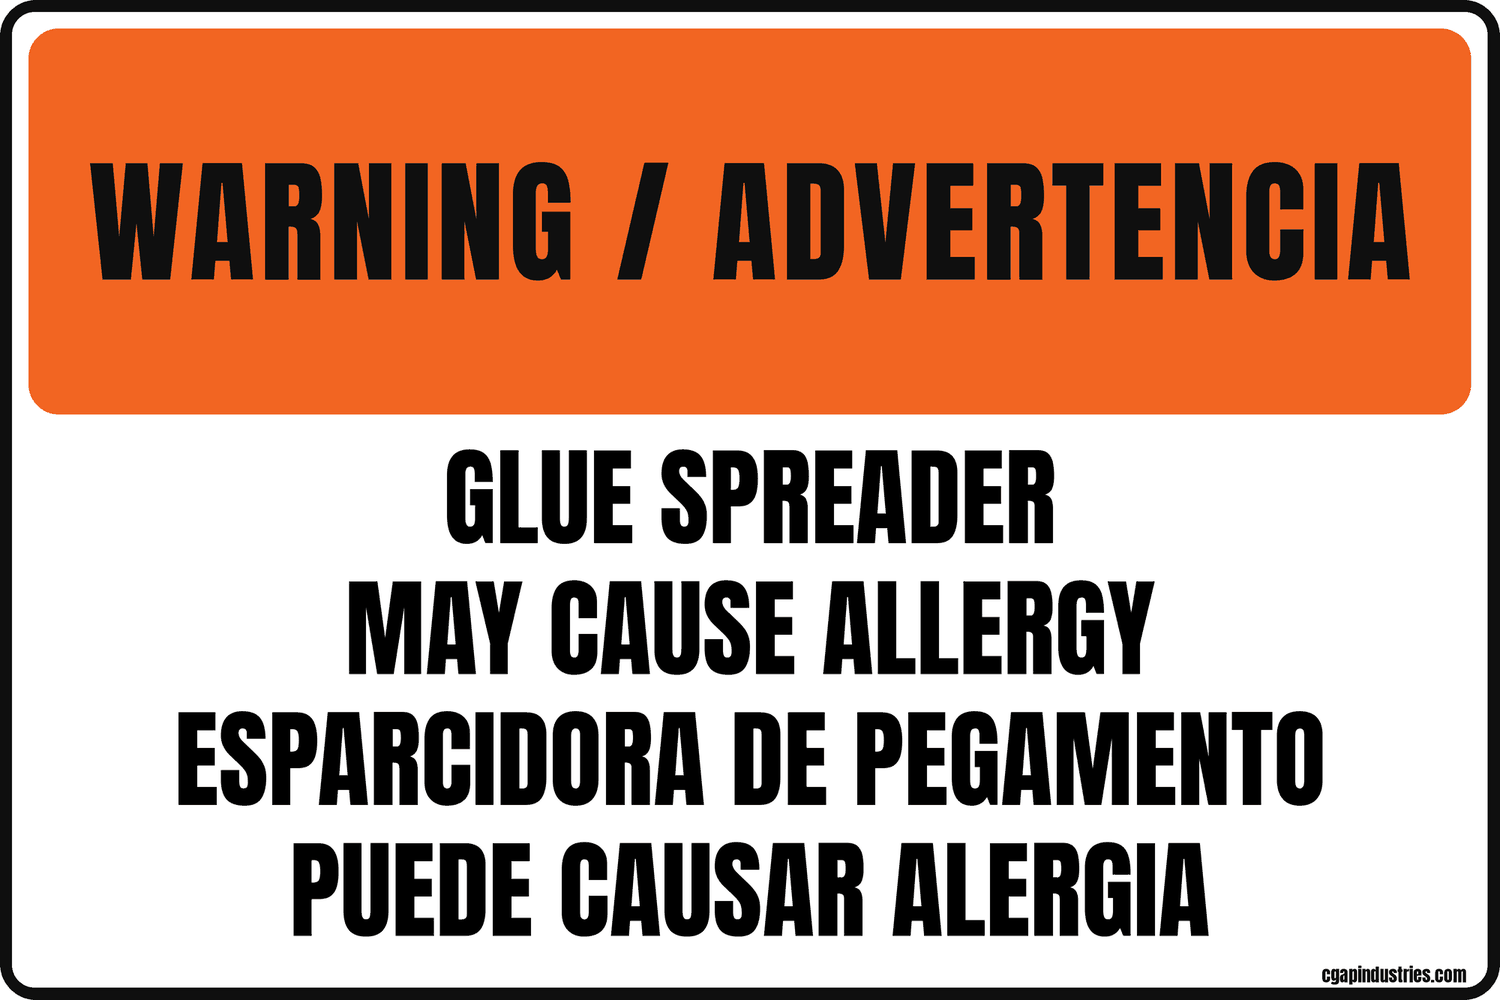 WARNING / ADVERTENCIA
GLUE SPREADER
MAY CAUSE ALLERGY
ESPARCIDORA DE PEGAMENTO
PUEDE CAUSAR ALERGIA
cgapindustries.com